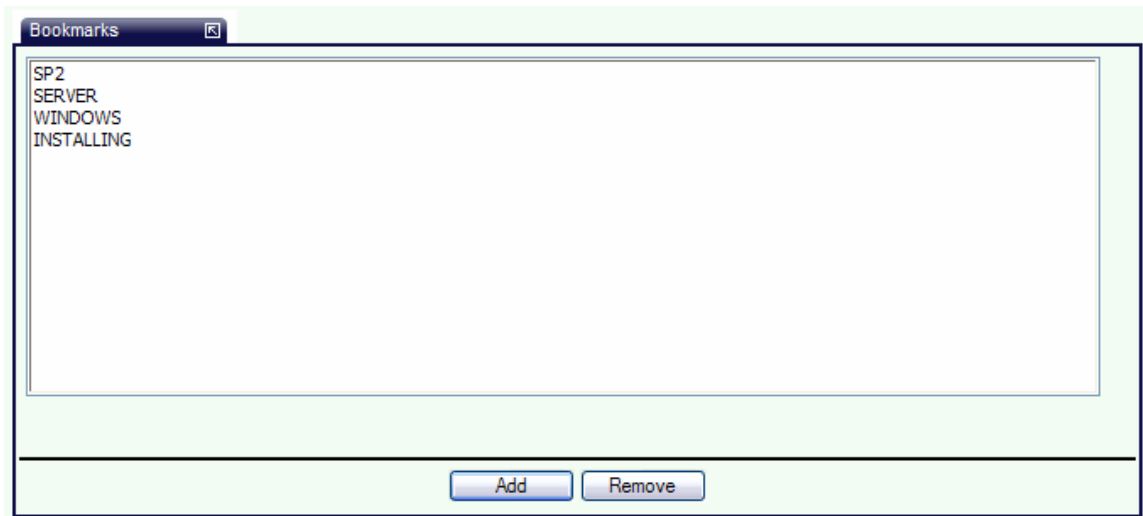 Bookmarks
SP2
SERVER
WINDOWS
INSTALLING
Add Remove